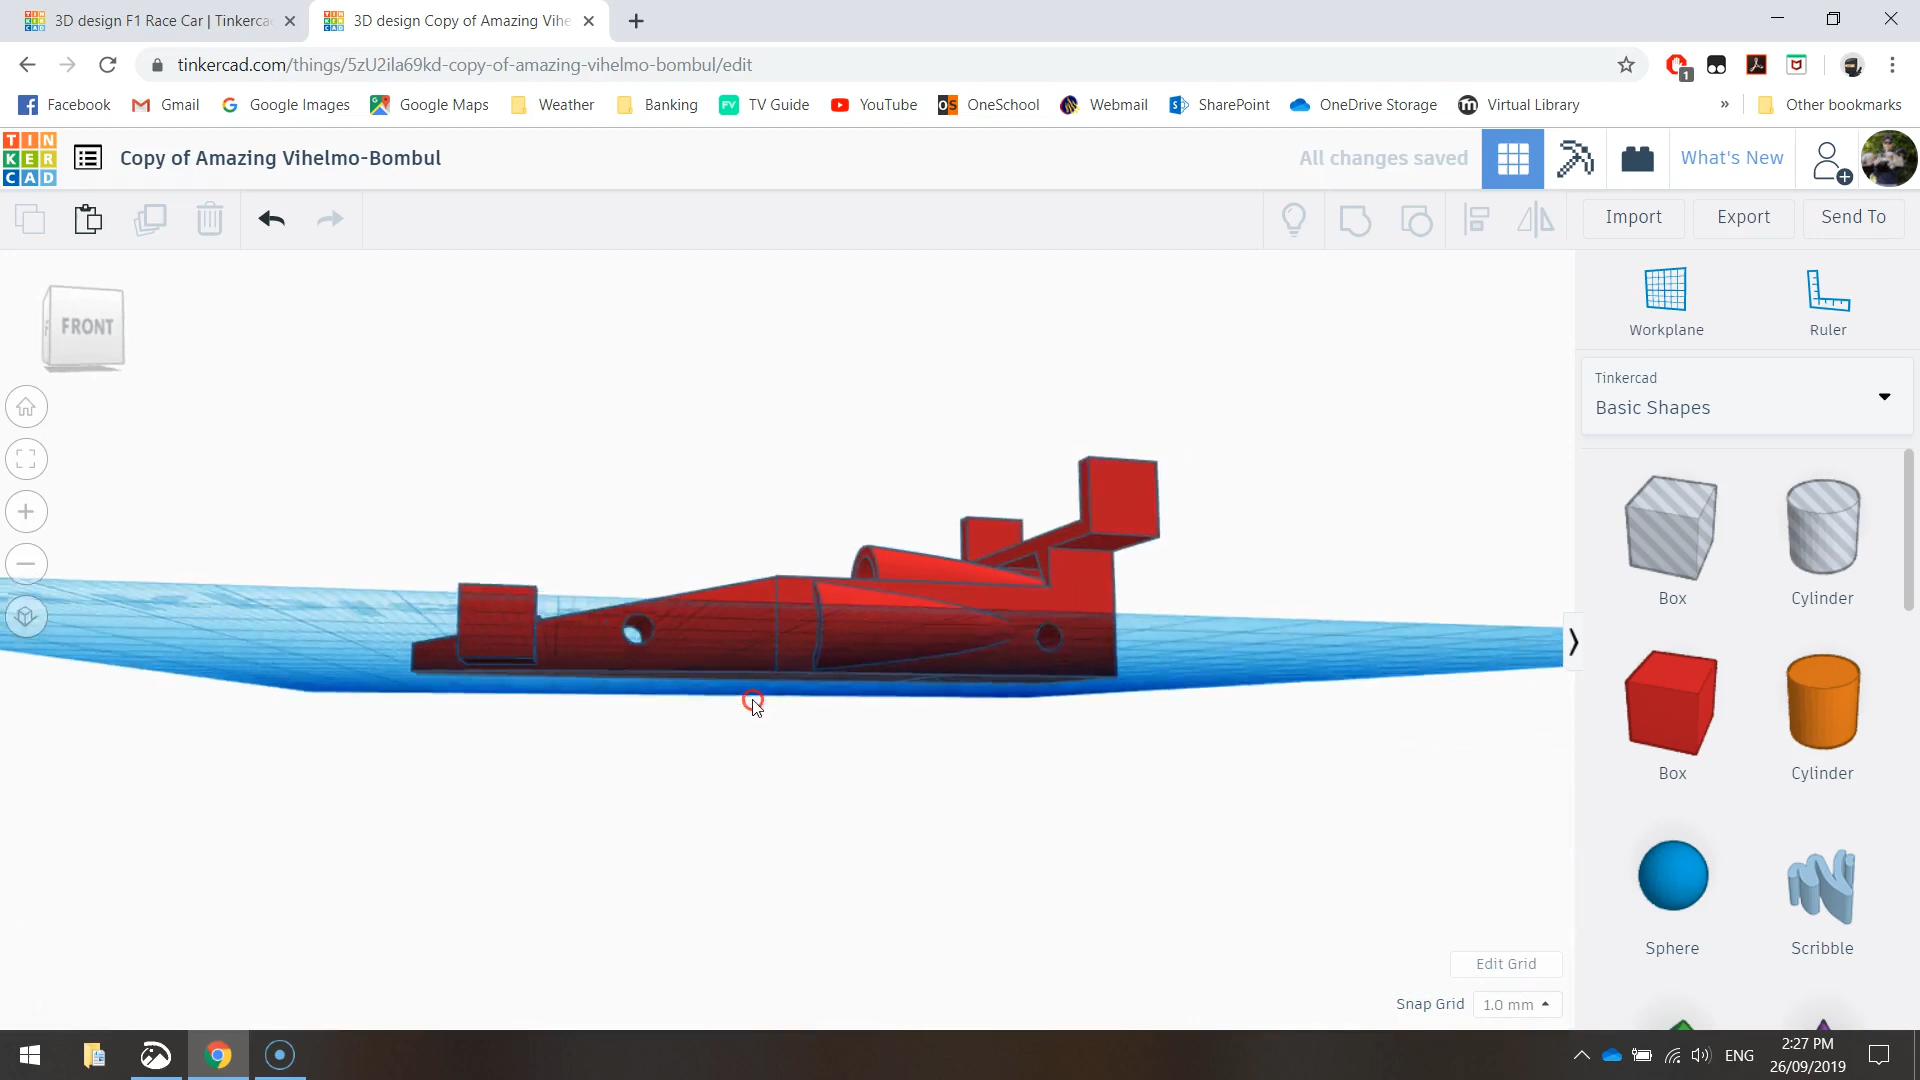 3D design F1 Race Car | Tinkerca
3D design Copy of Amazing Vihe
tinkercad.com/things/5zU2iIa69kd-copy-of-amazing-vihelmo-bombul/edit
1
Facebook
Gmail
Google Images
Google Maps
Weather
Banking
TV Guide
YouTube
OneSchool
Webmail
SharePoint
OneDrive Storage
Virtual Library
»
Other bookmarks
TIN
KER
CAD
Copy of Amazing Vihelmo-Bombul
All changes saved
What's New
Import
Export
Send To
FRONT
Workplane
Ruler
Tinkercad
Basic Shapes
Box
Cylinder
Box
Cylinder
Sphere
Scribble
Edit Grid
Snap Grid
1.0 mm
ENG
2:27 PM
26/09/2019